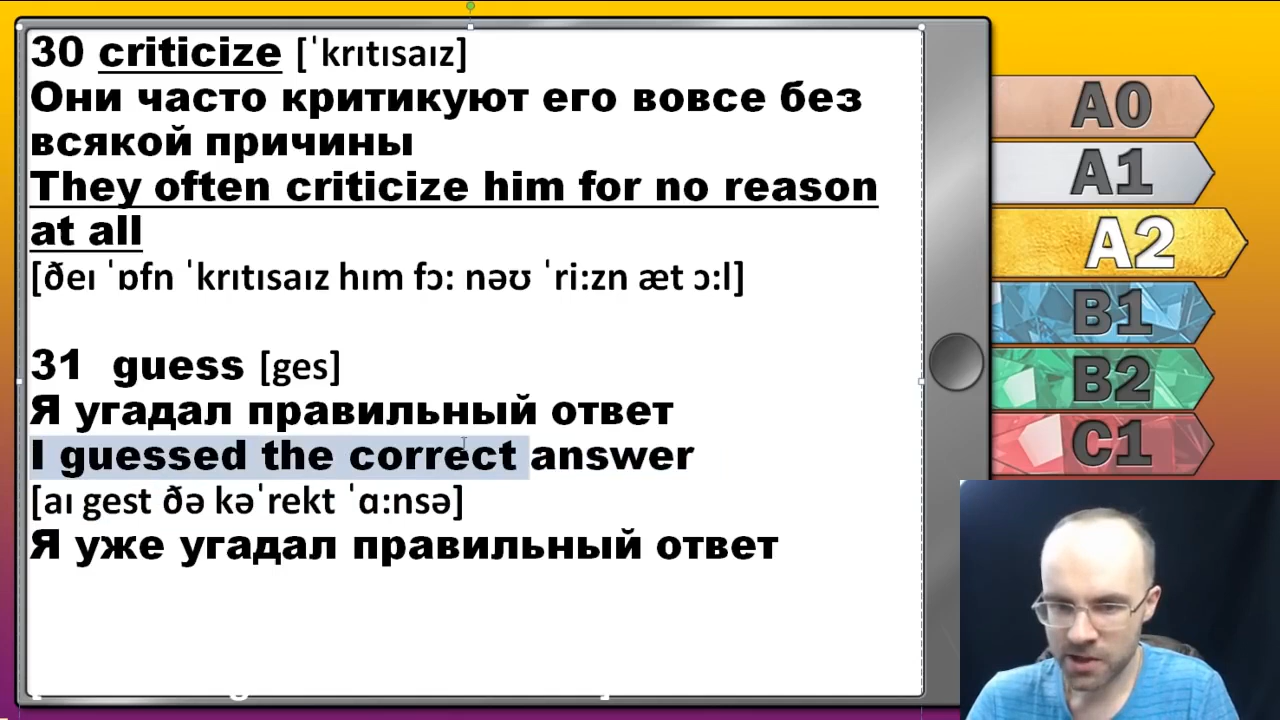 30 criticize [ˈkrɪtɪsaɪz]
Они часто критикуют его вовсе без
всякой причины
They often criticize him for no reason
at all
[ðeɪ ˈɒfn ˈkrɪtɪsaɪz hɪm fɔ: nəʊ ˈri:zn æt ɔ:l]
31 guess [ges]
Я угадал правильный ответ
I guessed the correct answer
[aɪ gest ðə kəˈrekt ˈɑ:nsə]
Я уже угадал правильный ответ
A0
A1
A2
B1
B2
C1